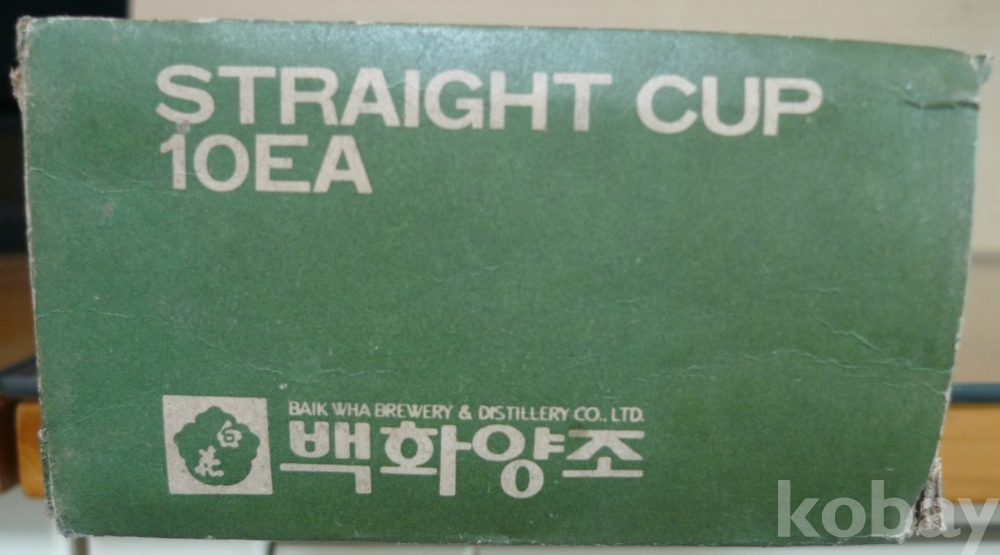 STRAIGHT CUP
10EA
BAIK WHA BREWERY & DISTILLERY CO., LTD.
白花
백화양조
kobay